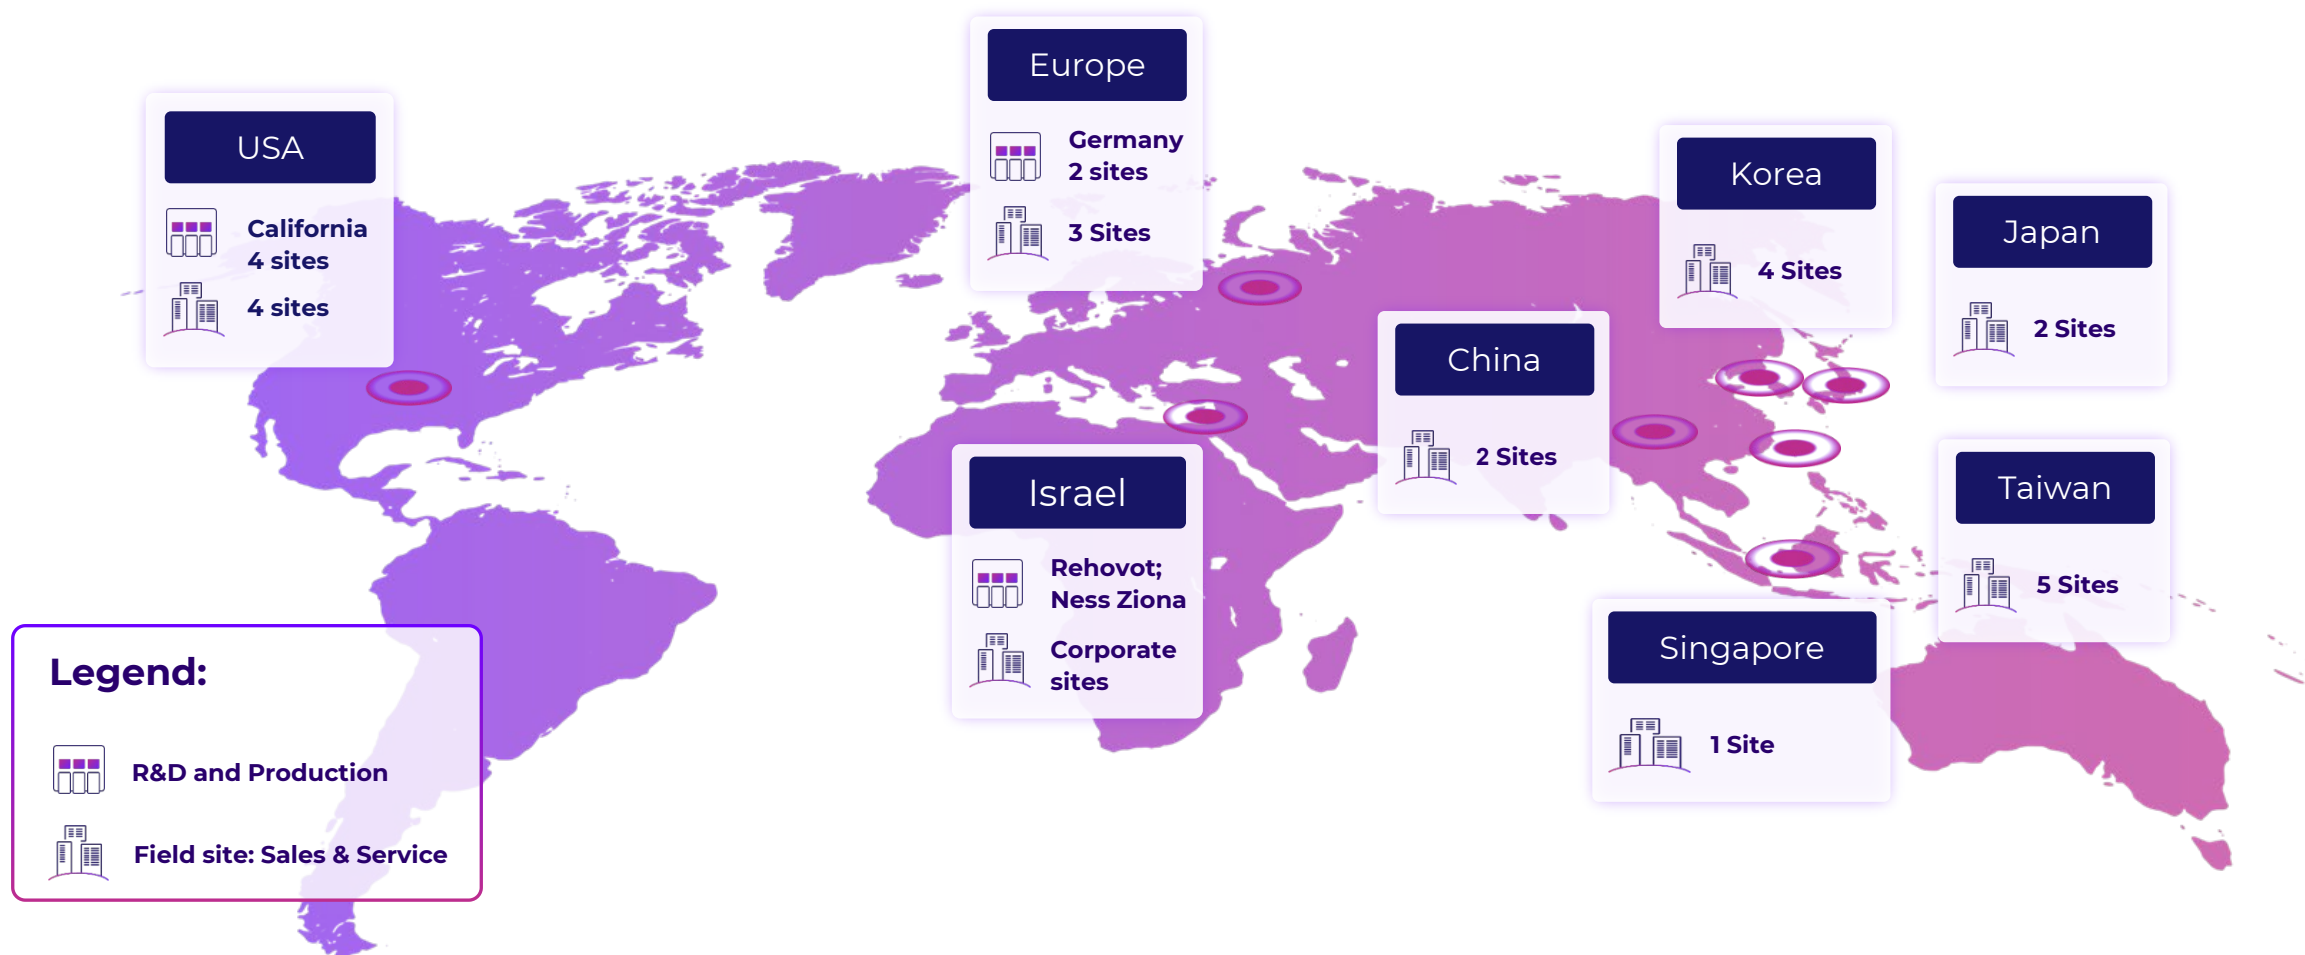 USA
California
4 sites
4 sites
Europe
Germany
2 sites
3 Sites
Israel
Rehovot;
Ness Ziona
Corporate
sites
China
2 Sites
Korea
4 Sites
Japan
2 Sites
Taiwan
5 Sites
Singapore
1 Site
Legend:
R&D and Production
Field site: Sales & Service